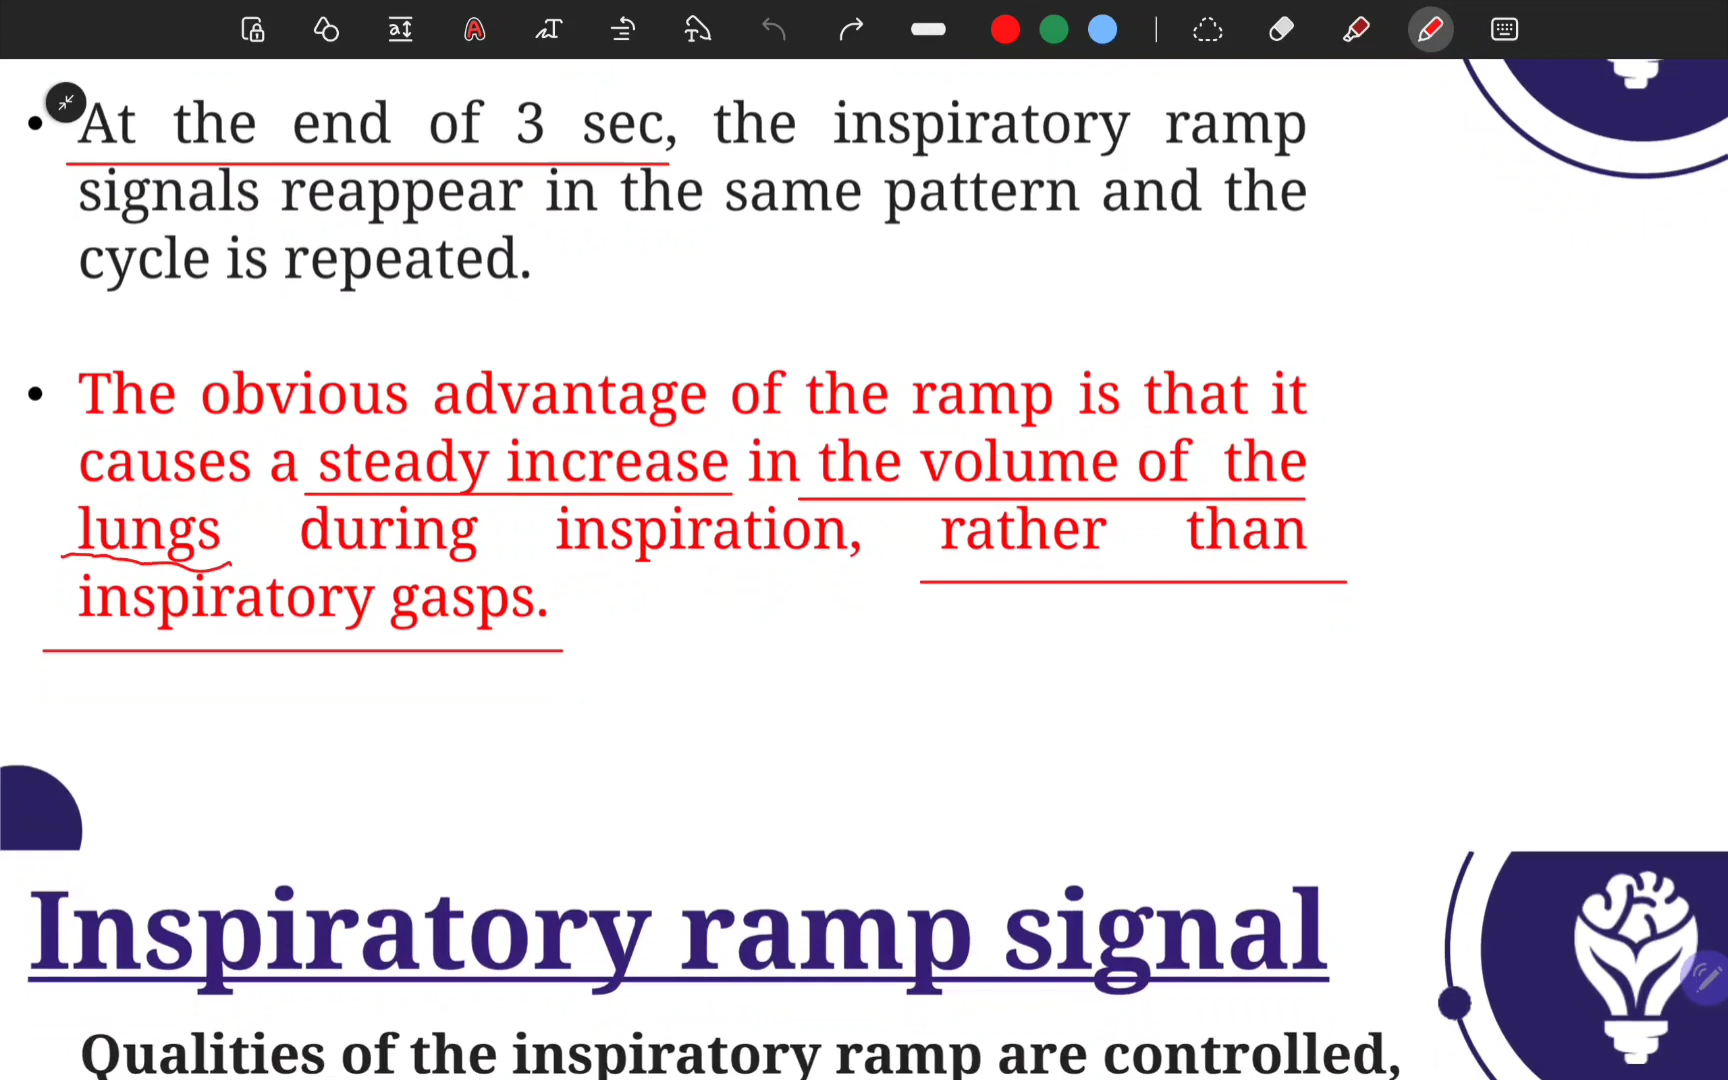 • At the end of 3 sec, the inspiratory ramp
signals reappear in the same pattern and the
cycle is repeated.
• The obvious advantage of the ramp is that it
causes a steady increase in the volume of the
lungs during inspiration, rather than
inspiratory gasps.
Inspiratory ramp signal
Qualities of the inspiratory ramp are controlled,